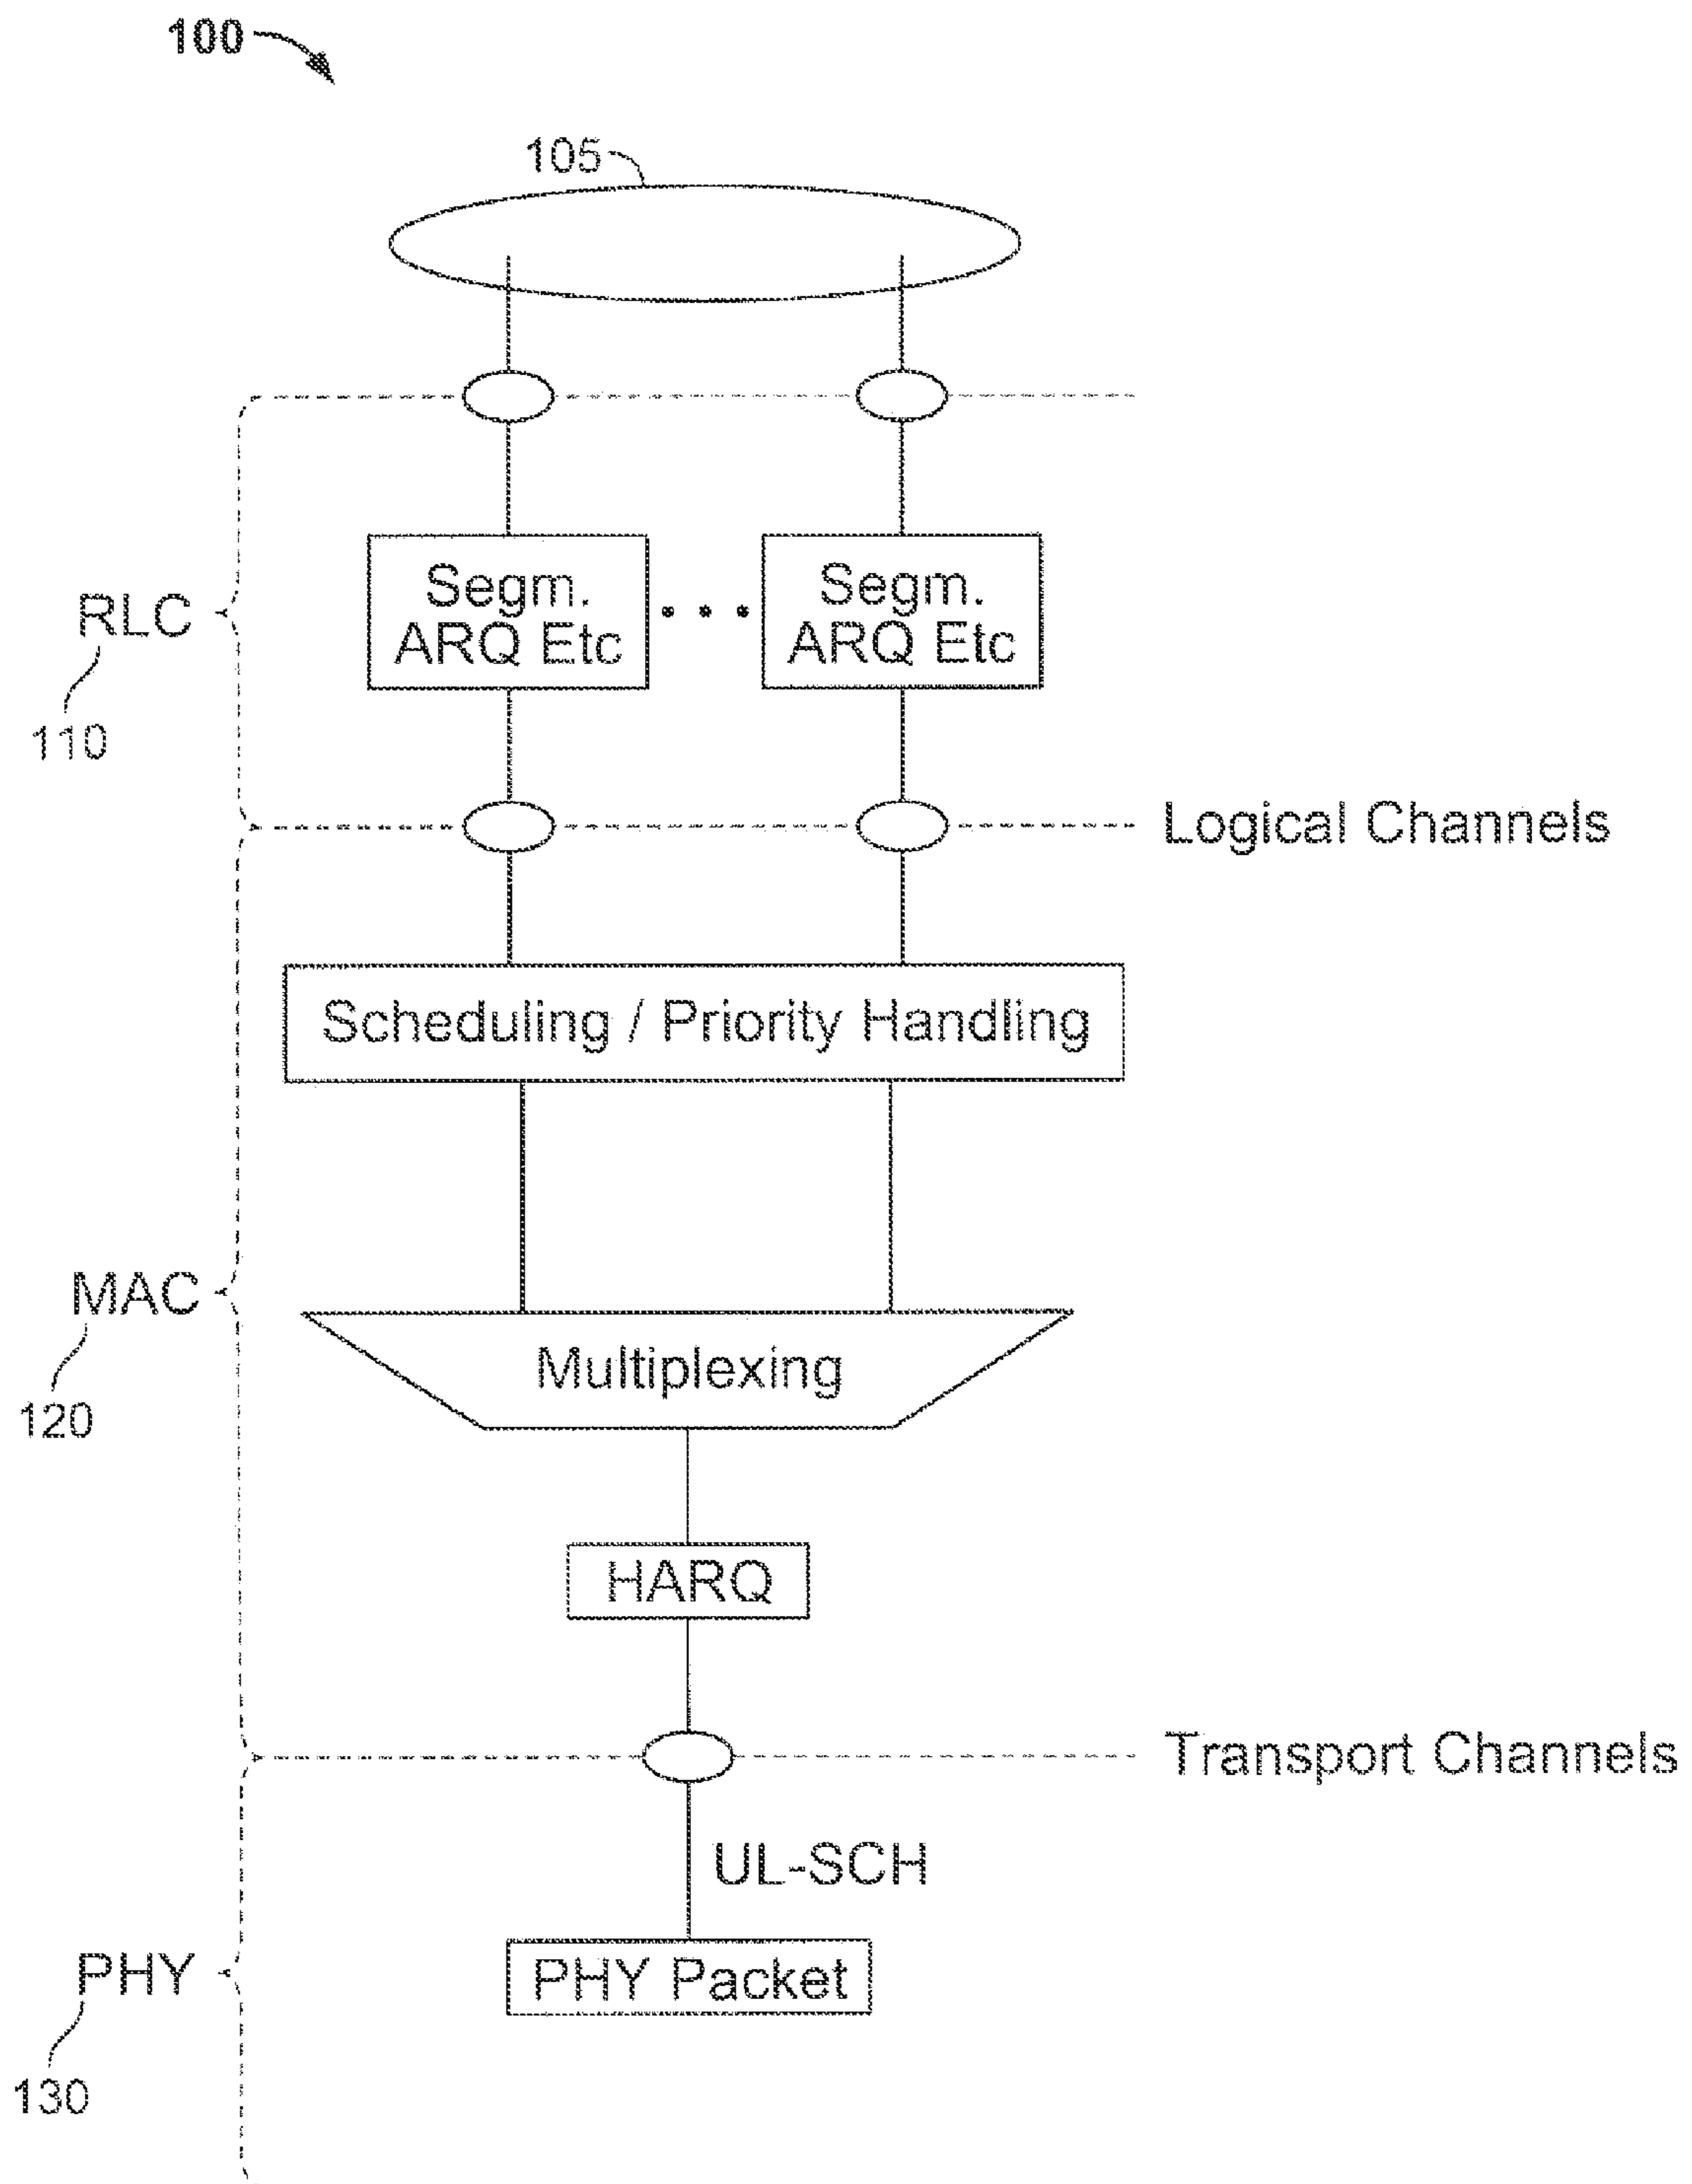 100
105
Segm.
ARQ Etc
Segm.
ARQ Etc
RLC
110
Logical Channels
Scheduling / Priority Handling
MAC
120
Multiplexing
HARQ
Transport Channels
UL-SCH
PHY
130
PHY Packet